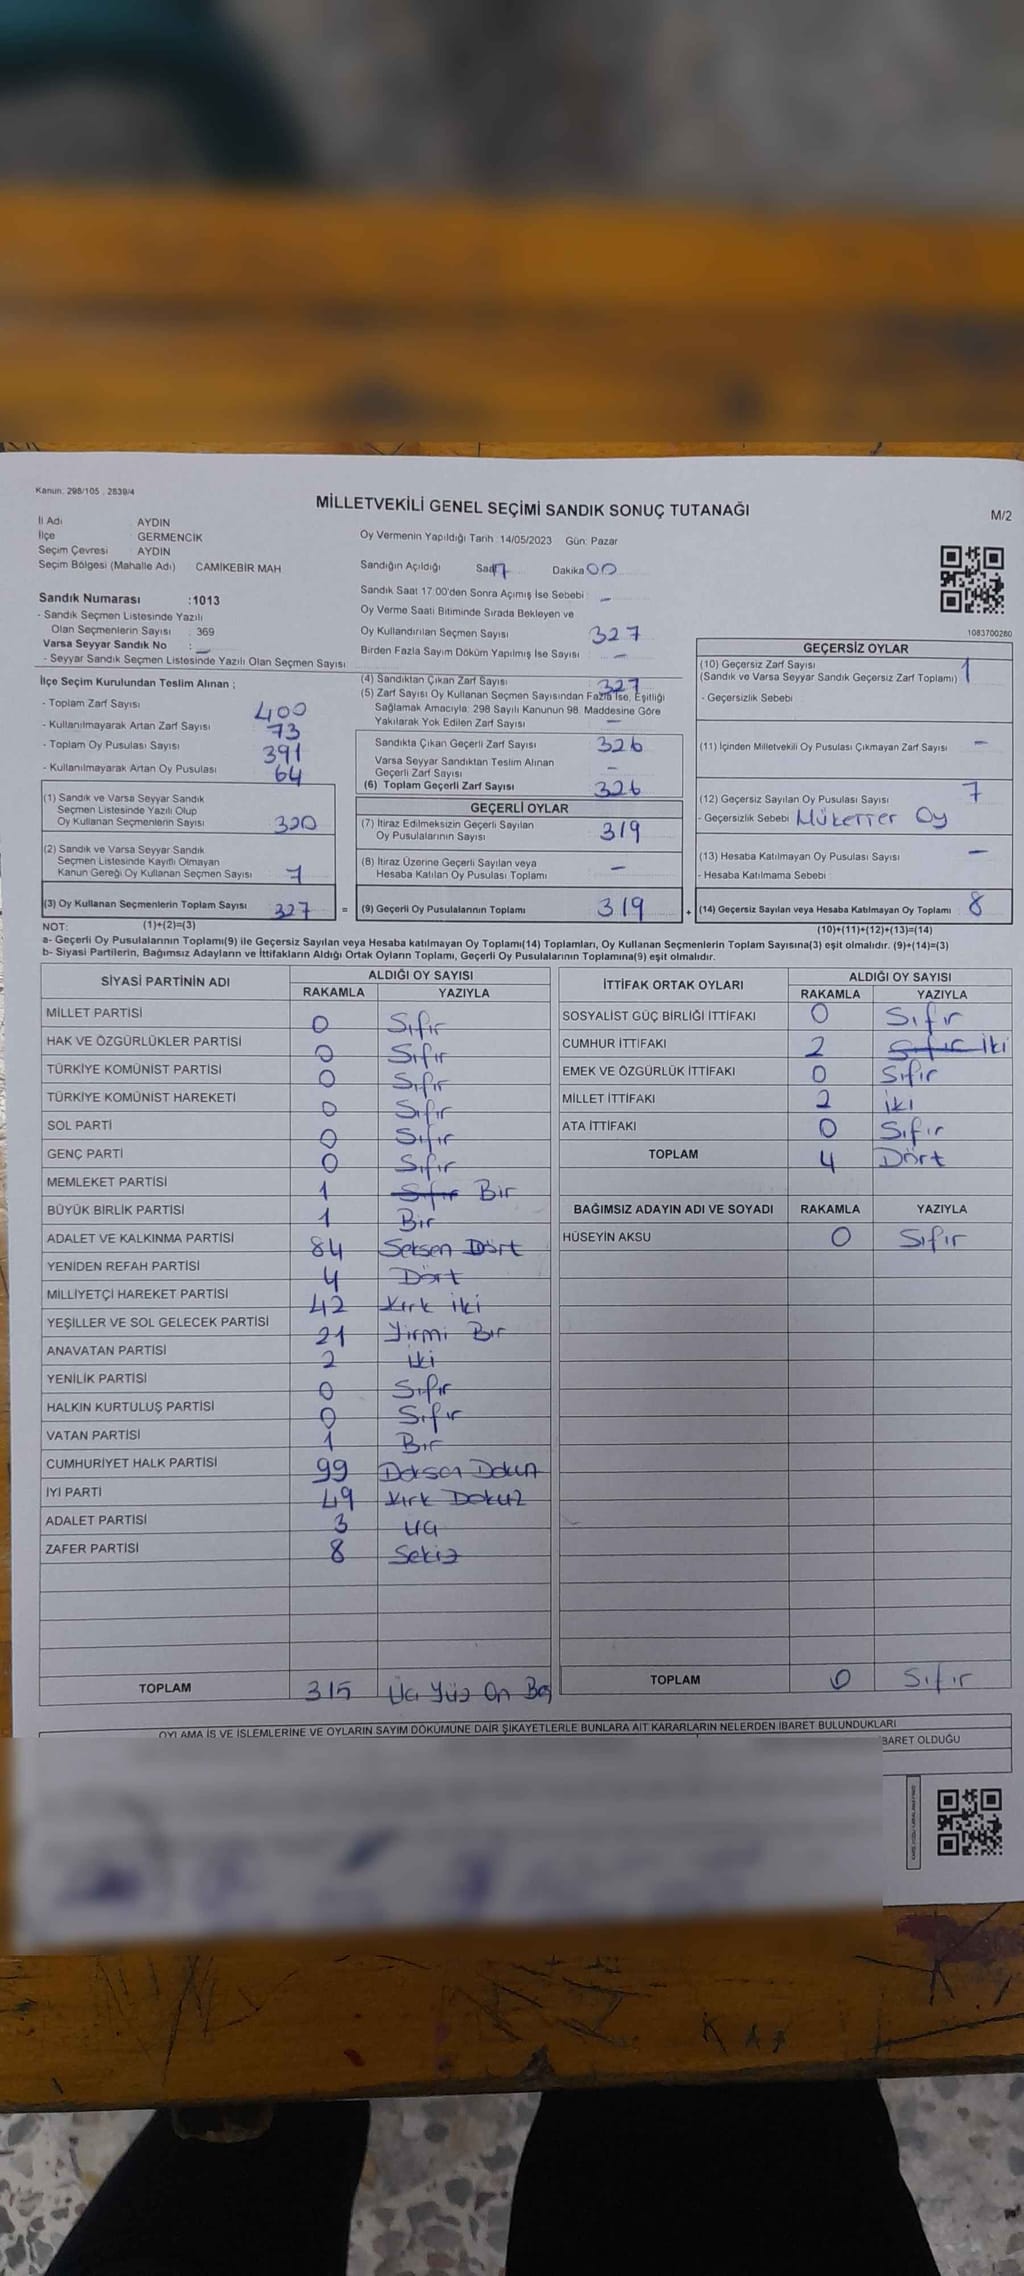 Kanun: 298/105 , 2839/4
MİLLETVEKİLİ GENEL SEÇİMİ SANDIK SONUÇ TUTANAĞI
M/2
İl Adı AYDIN
İlçe GERMENCİK
Seçim Çevresi AYDIN
Seçim Bölgesi (Mahalle Adı) CAMİKEBİR MAH
Oy Vermenin Yapıldığı Tarih :14/05/2023 Gün: Pazar
Sandığın Açıldığı Saat 17 Dakika 00
Sandık Saat 17.00'den Sonra Açımış İse Sebebi : -
Oy Verme Saati Bitiminde Sırada Bekleyen ve
Oy Kullandırılan Seçmen Sayısı 327
Birden Fazla Sayım Döküm Yapılmış İse Sayısı -
Sandık Numarası :1013
- Sandık Seçmen Listesinde Yazılı
Olan Seçmenlerin Sayısı : 369
Varsa Seyyar Sandık No : -
- Seyyar Sandık Seçmen Listesinde Yazılı Olan Seçmen Sayısı
1083700280
İlçe Seçim Kurulundan Teslim Alınan ;
- Toplam Zarf Sayısı 400
- Kullanılmayarak Artan Zarf Sayısı 73
- Toplam Oy Pusulası Sayısı 391
- Kullanılmayarak Artan Oy Pusulası 64
(1) Sandık ve Varsa Seyyar Sandık
Seçmen Listesinde Yazılı Olup
Oy Kullanan Seçmenlerin Sayısı 320
(2) Sandık ve Varsa Seyyar Sandık
Seçmen Listesinde Kayıtlı Olmayan
Kanun Gereği Oy Kullanan Seçmen Sayısı 7
(3) Oy Kullanan Seçmenlerin Toplam Sayısı 327 =
(4) Sandıktan Çıkan Zarf Sayısı 327
(5) Zarf Sayısı Oy Kullanan Seçmen Sayısından Fazla İse, Eşitliği
Sağlamak Amacıyla; 298 Sayılı Kanunun 98. Maddesine Göre
Yakılarak Yok Edilen Zarf Sayısı -
Sandıkta Çıkan Geçerli Zarf Sayısı 326
Varsa Seyyar Sandıktan Teslim Alınan
Geçerli Zarf Sayısı -
(6) Toplam Geçerli Zarf Sayısı 326
GEÇERLİ OYLAR
(7) İtiraz Edilmeksizin Geçerli Sayılan
Oy Pusulalarının Sayısı 319
(8) İtiraz Üzerine Geçerli Sayılan veya
Hesaba Katılan Oy Pusulası Toplamı -
(9) Geçerli Oy Pusulalarının Toplamı 319 +
GEÇERSİZ OYLAR
(10) Geçersiz Zarf Sayısı
(Sandık ve Varsa Seyyar Sandık Geçersiz Zarf Toplamı) 1
- Geçersizlik Sebebi
(11) İçinden Milletvekili Oy Pusulası Çıkmayan Zarf Sayısı -
(12) Geçersiz Sayılan Oy Pusulası Sayısı 7
- Geçersizlik Sebebi Mükerrer Oy
(13) Hesaba Katılmayan Oy Pusulası Sayısı -
- Hesaba Katılmama Sebebi
(14) Geçersiz Sayılan veya Hesaba Katılmayan Oy Toplamı 8
NOT: (1)+(2)=(3) (10)+(11)+(12)+(13)=(14)
a- Geçerli Oy Pusulalarının Toplamı(9) ile Geçersiz Sayılan veya Hesaba katılmayan Oy Toplamı(14) Toplamları, Oy Kullanan Seçmenlerin Toplam Sayısına(3) eşit olmalıdır. (9)+(14)=(3)
b- Siyasi Partilerin, Bağımsız Adayların ve İttifakların Aldığı Ortak Oyların Toplamı, Geçerli Oy Pusulalarının Toplamına(9) eşit olmalıdır.
SİYASİ PARTİNİN ADI ALDIĞI OY SAYISI
RAKAMLA YAZIYLA
MİLLET PARTİSİ 0 Sıfır
HAK VE ÖZGÜRLÜKLER PARTİSİ 0 Sıfır
TÜRKİYE KOMÜNİST PARTİSİ 0 Sıfır
TÜRKİYE KOMÜNİST HAREKETİ 0 Sıfır
SOL PARTİ 0 Sıfır
GENÇ PARTİ 0 Sıfır
MEMLEKET PARTİSİ 1 Sıfır Bir
BÜYÜK BİRLİK PARTİSİ 1 Bir
ADALET VE KALKINMA PARTİSİ 84 Seksen Dört
YENİDEN REFAH PARTİSİ 4 Dört
MİLLİYETÇİ HAREKET PARTİSİ 42 Kırk iki
YEŞİLLER VE SOL GELECEK PARTİSİ 21 Yirmi Bir
ANAVATAN PARTİSİ 2 iki
YENİLİK PARTİSİ 0 Sıfır
HALKIN KURTULUŞ PARTİSİ 0 Sıfır
VATAN PARTİSİ 1 Bir
CUMHURİYET HALK PARTİSİ 99 Doksan Dokuz
İYİ PARTİ 49 Kırk Dokuz
ADALET PARTİSİ 3 Üç
ZAFER PARTİSİ 8 Sekiz
TOPLAM 315 Üç Yüz On Beş
İTTİFAK ORTAK OYLARI ALDIĞI OY SAYISI
RAKAMLA YAZIYLA
SOSYALİST GÜÇ BİRLİĞİ İTTİFAKI 0 Sıfır
CUMHUR İTTİFAKI 2 Sıfır İki
EMEK VE ÖZGÜRLÜK İTTİFAKI 0 Sıfır
MİLLET İTTİFAKI 2 iki
ATA İTTİFAKI 0 Sıfır
TOPLAM 4 Dört
BAĞIMSIZ ADAYIN ADI VE SOYADI RAKAMLA YAZIYLA
HÜSEYİN AKSU 0 Sıfır
TOPLAM 0 Sıfır
OYLAMA İŞ VE İŞLEMLERİNE VE OYLARIN SAYIM DÖKÜMÜNE DAİR ŞİKAYETLERLE BUNLARA AİT KARARLARIN NELERDEN İBARET BULUNDUKLARI
BARET OLDUĞU